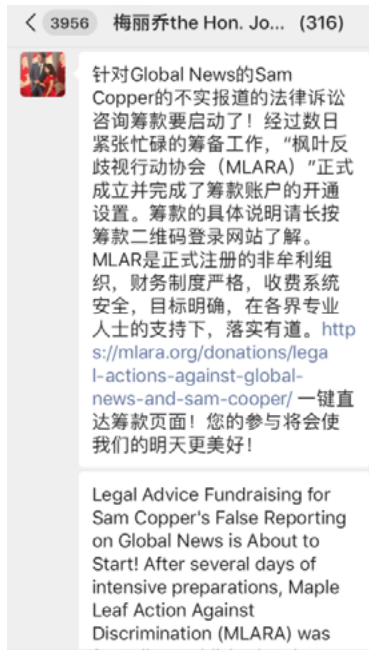 3956 梅丽乔the Hon. Jo... (316)
针对Global News的Sam
Copper的不实报道的法律诉讼
咨询筹款要启动了！经过数日
紧张忙碌的筹备工作，“枫叶反
歧视行动协会（MLARA）”正式
成立并完成了筹款账户的开通
设置。筹款的具体说明请长按
筹款二维码登录网站了解。
MLAR是正式注册的非牟利组
织，财务制度严格，收费系统
安全，目标明确，在各界专业
人士的支持下，落实有道。http
s://mlara.org/donations/lega
l-actions-against-global-
news-and-sam-cooper/ 一键直
达筹款页面！您的参与将会使
我们的明天更美好！
Legal Advice Fundraising for
Sam Copper's False Reporting
on Global News is About to
Start! After several days of
intensive preparations, Maple
Leaf Action Against
Discrimination (MLARA) was